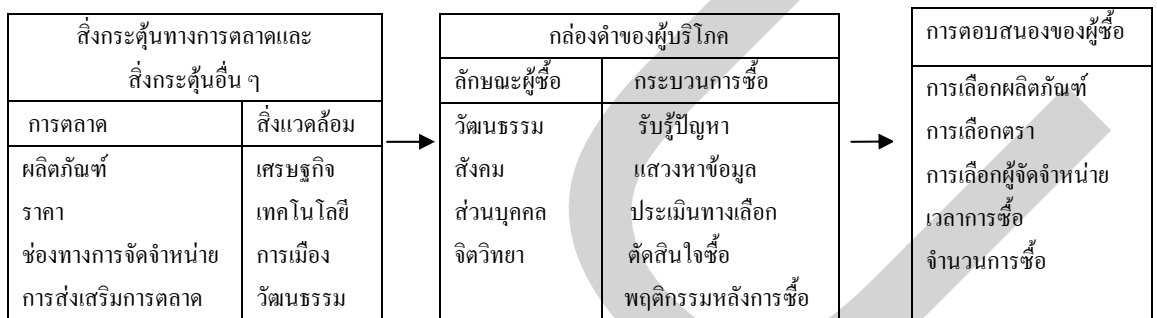 สิ่งกระตุ้นทางการตลาดและ
สิ่งกระตุ้นอื่น ๆ
การตลาด
สิ่งแวดล้อม
ผลิตภัณฑ์
เศรษฐกิจ
ราคา
เทคโนโลยี
ช่องทางการจัดจำหน่าย
การเมือง
การส่งเสริมการตลาด
วัฒนธรรม
กล่องดำของผู้บริโภค
ลักษณะผู้ซื้อ
กระบวนการซื้อ
วัฒนธรรม
รับรู้ปัญหา
สังคม
แสวงหาข้อมูล
ส่วนบุคคล
ประเมินทางเลือก
จิตวิทยา
ตัดสินใจซื้อ
พฤติกรรมหลังการซื้อ
การตอบสนองของผู้ซื้อ
การเลือกผลิตภัณฑ์
การเลือกตรา
การเลือกผู้จัดจำหน่าย
เวลาการซื้อ
จำนวนการซื้อ